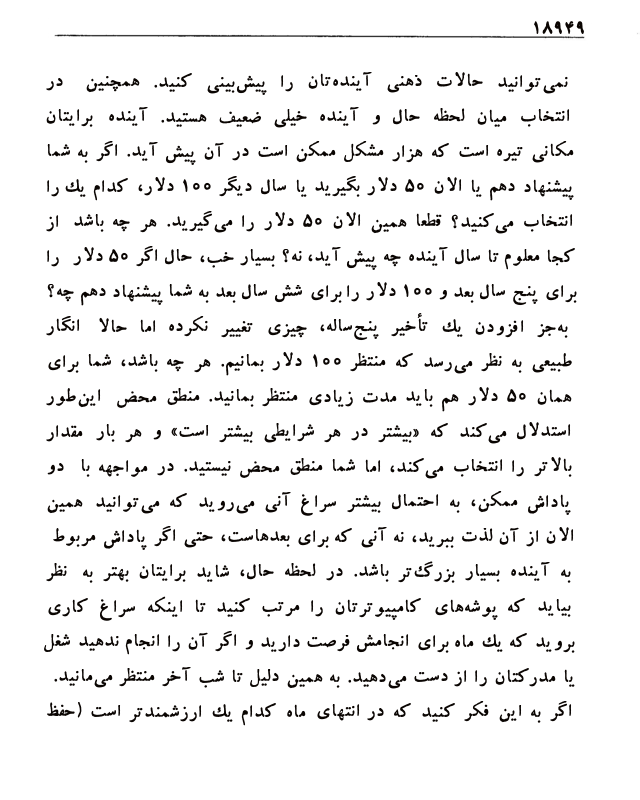 ۱۸۹۴۹
نمی‌توانید حالات ذهنی آینده‌تان را پیش‌بینی کنید. همچنین در
انتخاب میان لحظه حال و آینده خیلی ضعیف هستید. آینده برایتان
مکانی تیره است که هزار مشکل ممکن است در آن پیش آید. اگر به شما
پیشنهاد دهم یا الان ۵۰ دلار بگیرید یا سال دیگر ۱۰۰ دلار، کدام یك را
انتخاب می‌کنید؟ قطعا همین الان ۵۰ دلار را می‌گیرید. هر چه باشد از
کجا معلوم تا سال آینده چه پیش آید، نه؟ بسیار خب، حال اگر ۵۰ دلار را
برای پنج سال بعد و ۱۰۰ دلار را برای شش سال بعد به شما پیشنهاد دهم چه؟
به‌جز افزودن یك تأخیر پنج‌ساله، چیزی تغییر نکرده اما حالا انگار
طبیعی به نظر می‌رسد که منتظر ۱۰۰ دلار بمانیم. هر چه باشد، شما برای
همان ۵۰ دلار هم باید مدت زیادی منتظر بمانید. منطق محض این‌طور
استدلال می‌کند که «بیشتر در هر شرایطی بیشتر است» و هر بار مقدار
بالاتر را انتخاب می‌کند، اما شما منطق محض نیستید. در مواجهه با دو
پاداش ممکن، به احتمال بیشتر سراغ آنی می‌روید که می‌توانید همین
الان از آن لذت ببرید، نه آنی که برای بعدهاست، حتی اگر پاداش مربوط
به آینده بسیار بزرگ‌تر باشد. در لحظه حال، شاید برایتان بهتر به نظر
بیاید که پوشه‌های کامپیوترتان را مرتب کنید تا اینکه سراغ کاری
بروید که یك ماه برای انجامش فرصت دارید و اگر آن را انجام ندهید شغل
یا مدرکتان را از دست می‌دهید. به همین دلیل تا شب آخر منتظر می‌مانید.
اگر به این فکر کنید که در انتهای ماه کدام یك ارزشمندتر است (حفظ